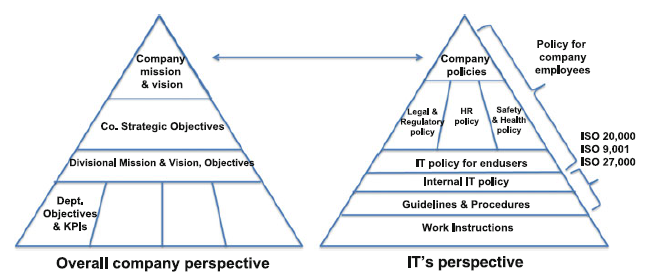 Company
mission
& vision
Co. Strategic Objectives
Divisional Mission & Vision, Objectives
Dept.
Objectives
& KPIs
Overall company perspective
Company
policies
Legal &
Regulatory
policy
HR
policy
Safety
& Health
policy
IT policy for endusers
Internal IT policy
Guidelines & Procedures
Work Instructions
IT's perspective
Policy for
company
employees
ISO 20,000
ISO 9,001
ISO 27,000